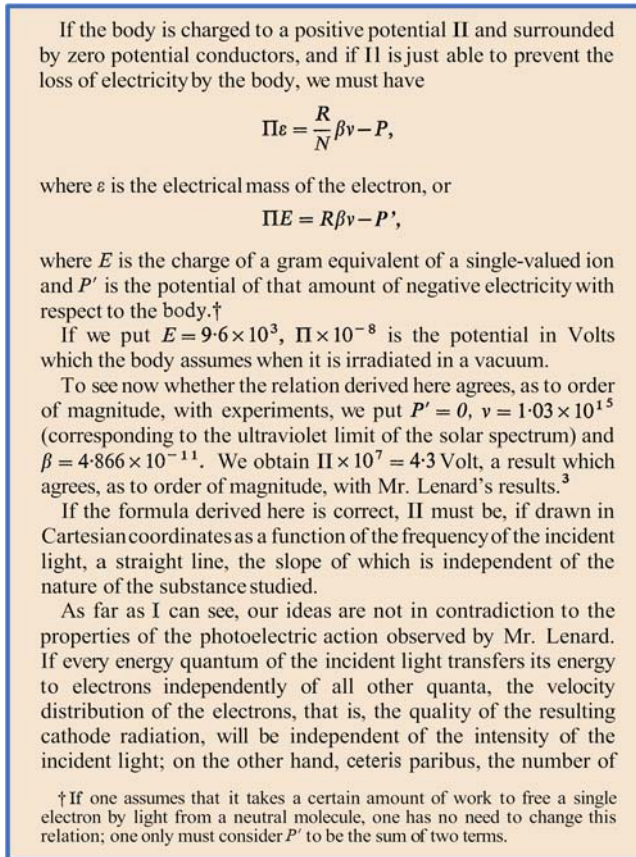 If the body is charged to a positive potential Π and surrounded
by zero potential conductors, and if Il is just able to prevent the
loss of electricity by the body, we must have
Πε = R/N βν − P,
where ε is the electrical mass of the electron, or
ΠE = Rβν − P',
where E is the charge of a gram equivalent of a single-valued ion
and P' is the potential of that amount of negative electricity with
respect to the body.†
If we put E = 9·6 × 10³, Π × 10⁻⁸ is the potential in Volts
which the body assumes when it is irradiated in a vacuum.
To see now whether the relation derived here agrees, as to order
of magnitude, with experiments, we put P' = 0, ν = 1·03 × 10¹⁵
(corresponding to the ultraviolet limit of the solar spectrum) and
β = 4·866 × 10⁻¹¹. We obtain Π × 10⁷ = 4·3 Volt, a result which
agrees, as to order of magnitude, with Mr. Lenard's results.³
If the formula derived here is correct, Π must be, if drawn in
Cartesian coordinates as a function of the frequency of the incident
light, a straight line, the slope of which is independent of the
nature of the substance studied.
As far as I can see, our ideas are not in contradiction to the
properties of the photoelectric action observed by Mr. Lenard.
If every energy quantum of the incident light transfers its energy
to electrons independently of all other quanta, the velocity
distribution of the electrons, that is, the quality of the resulting
cathode radiation, will be independent of the intensity of the
incident light; on the other hand, ceteris paribus, the number of
†If one assumes that it takes a certain amount of work to free a single
electron by light from a neutral molecule, one has no need to change this
relation; one only must consider P' to be the sum of two terms.